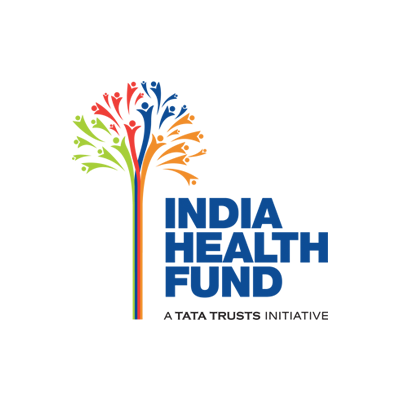 INDIA
HEALTH
FUND
A TATA TRUSTS INITIATIVE